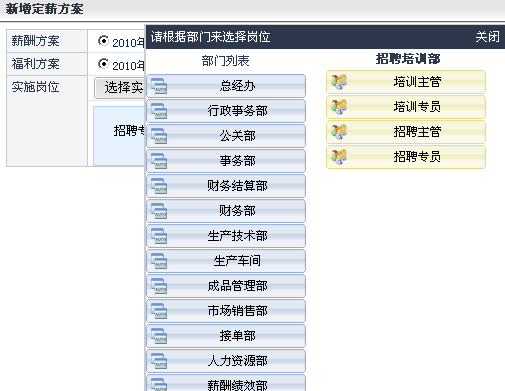 新增定薪方案
薪酬方案 2010年
福利方案 2010年
实施岗位 选择实
招聘专
请根据部门来选择岗位 关闭
部门列表
总经办
行政事务部
公关部
事务部
财务结算部
财务部
生产技术部
生产车间
成品管理部
市场销售部
接单部
人力资源部
薪酬绩效部
招聘培训部
培训主管
培训专员
招聘主管
招聘专员